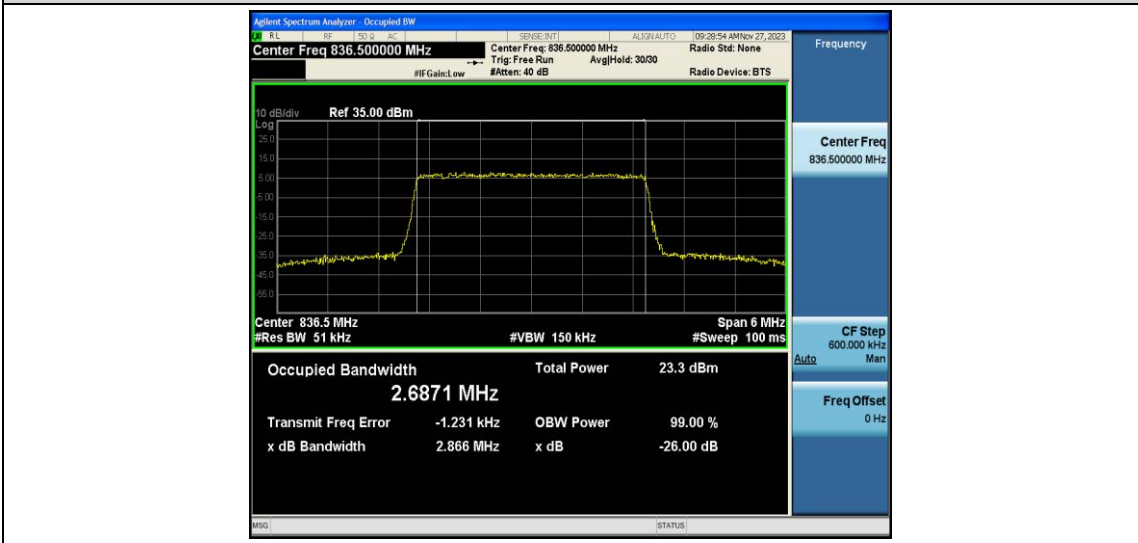 Agilent Spectrum Analyzer - Occupied BW
RL RF 50 Ω AC SENSE:INT ALIGN AUTO 09:28:54 AM Nov 27, 2023
Center Freq 836.500000 MHz
Center Freq: 836.500000 MHz
Radio Std: None
Trig: Free Run Avg|Hold: 30/30
#IFGain:Low #Atten: 40 dB Radio Device: BTS
Frequency
10 dB/div Ref 35.00 dBm
Log
25.0
15.0
5.00
-5.00
-15.0
-25.0
-35.0
-45.0
-55.0
Center Freq
836.500000 MHz
Center 836.5 MHz Span 6 MHz
#Res BW 51 kHz #VBW 150 kHz #Sweep 100 ms
CF Step
600.000 kHz
Auto Man
Occupied Bandwidth Total Power 23.3 dBm
2.6871 MHz
Transmit Freq Error -1.231 kHz OBW Power 99.00 %
x dB Bandwidth 2.866 MHz x dB -26.00 dB
Freq Offset
0 Hz
MSG STATUS